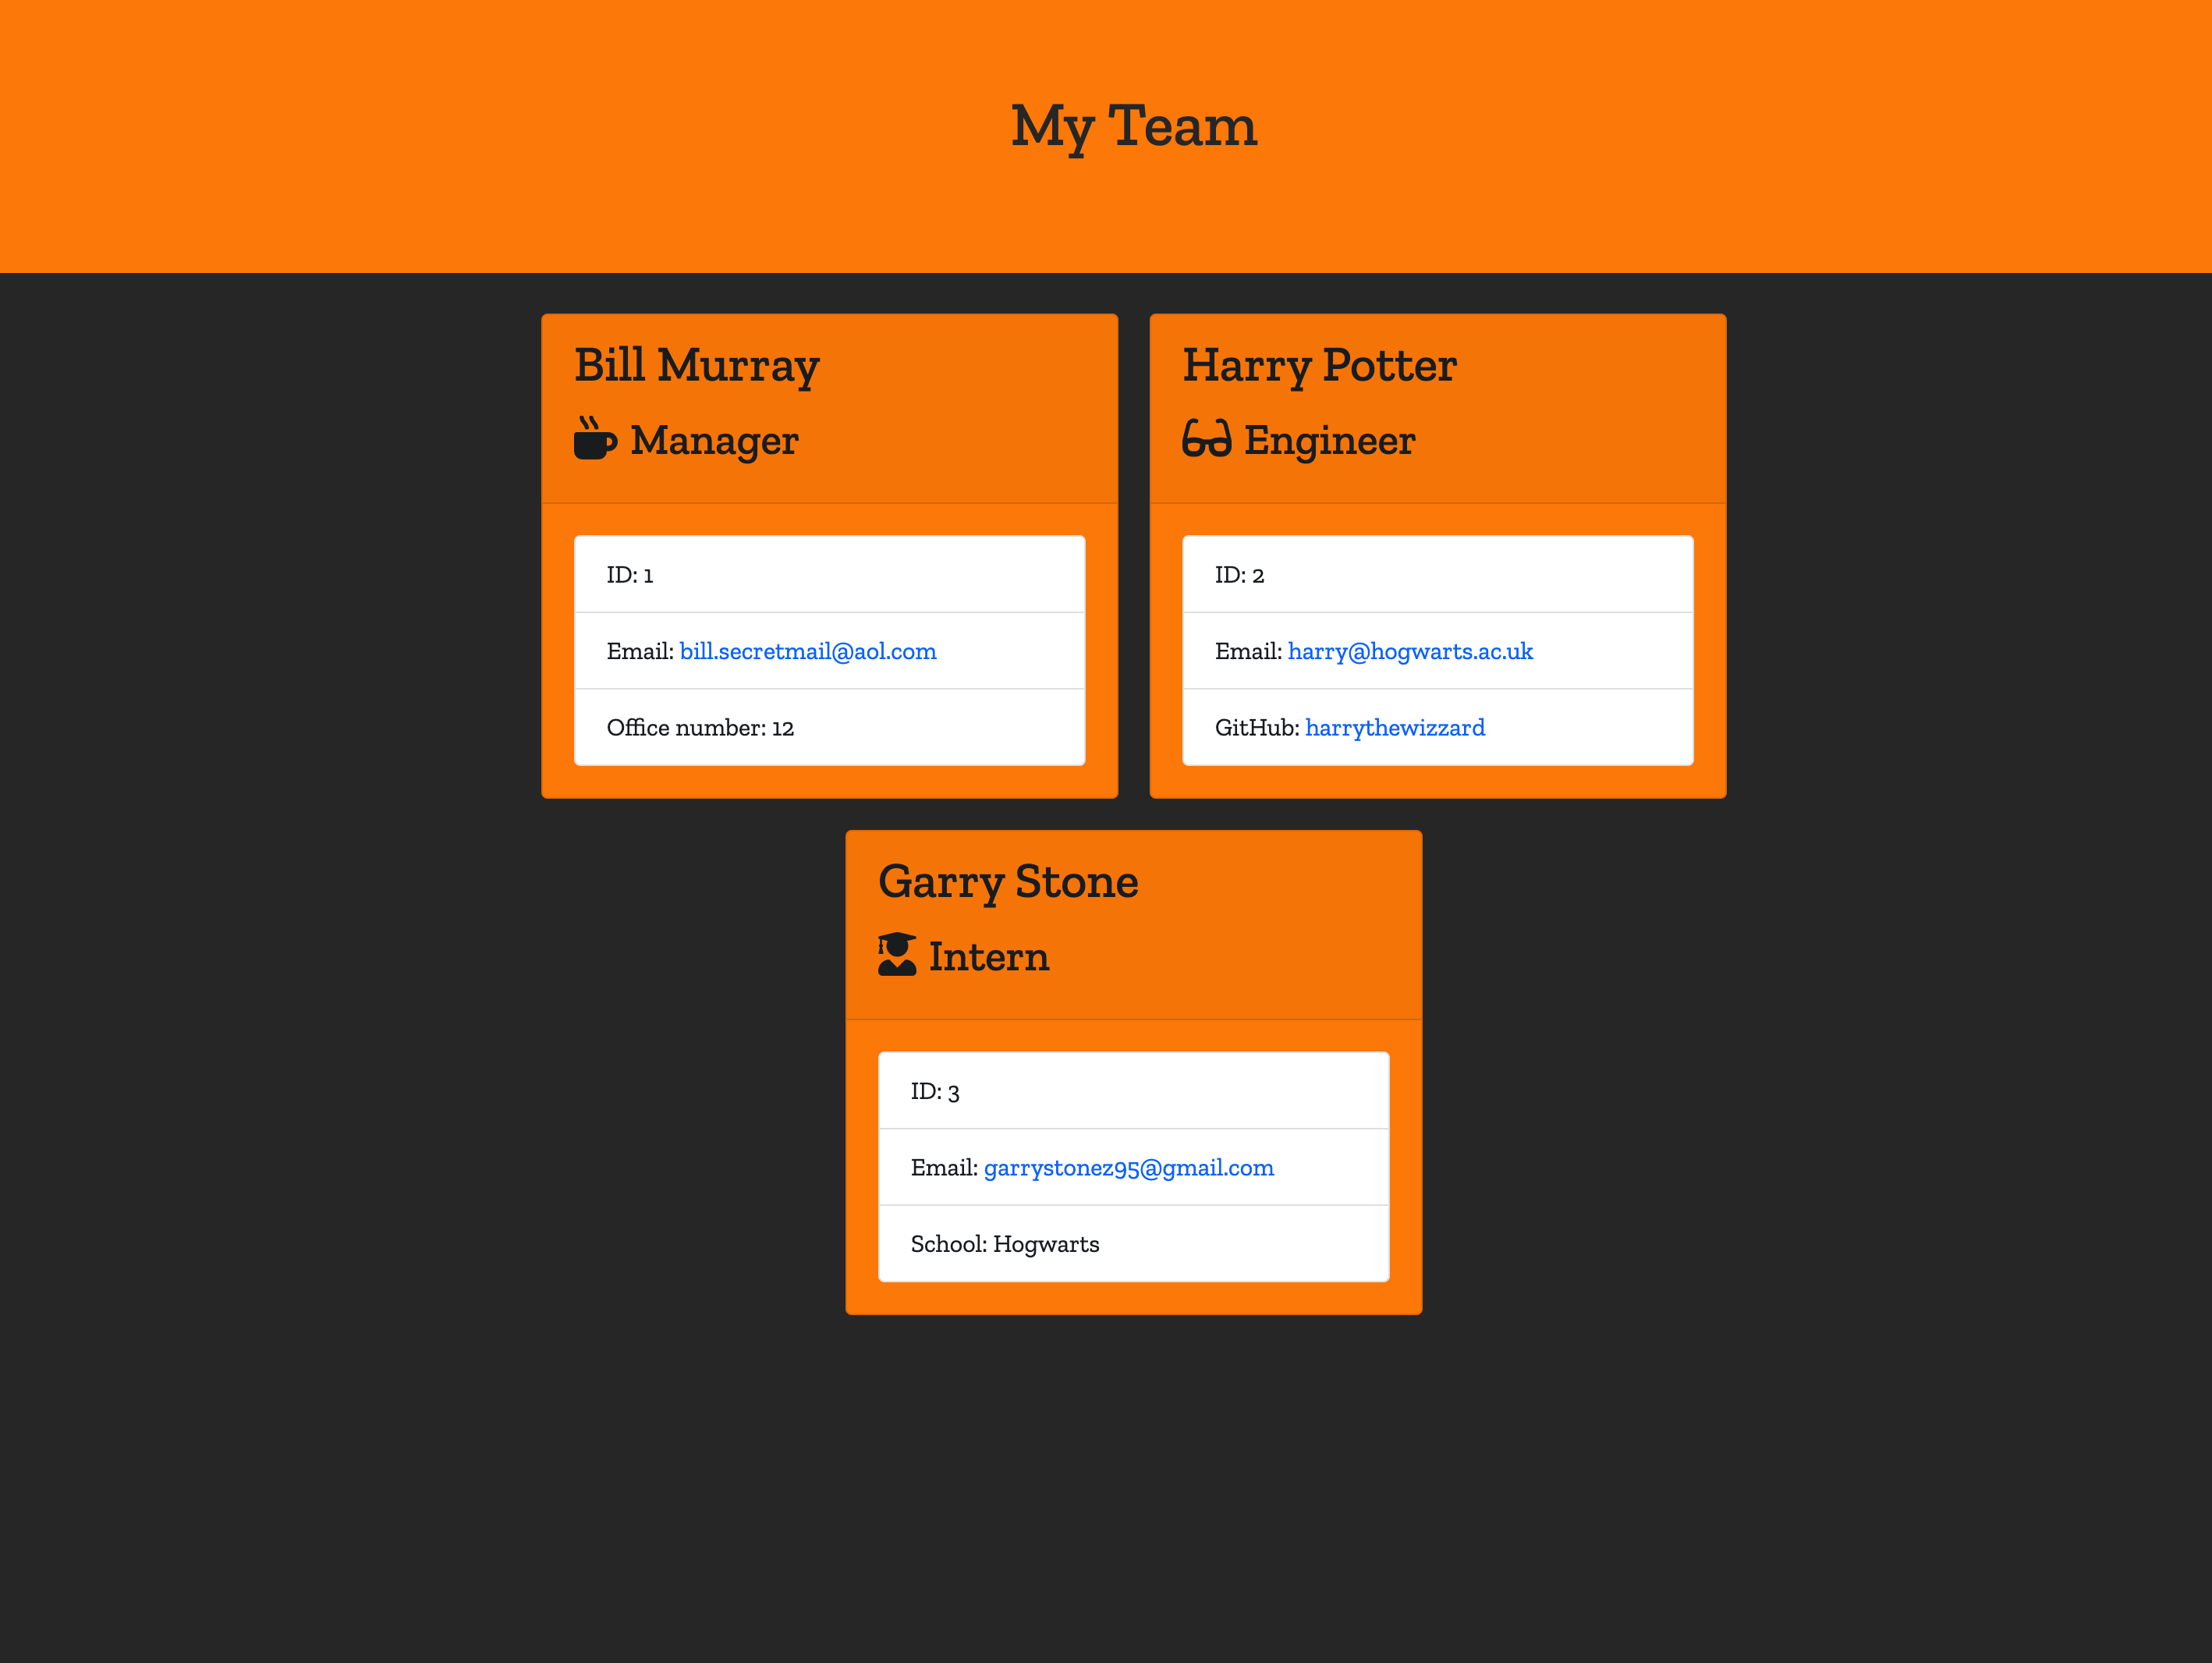 My Team
Bill Murray
Manager
ID: 1
Email: bill.secretmail@aol.com
Office number: 12
Harry Potter
Engineer
ID: 2
Email: harry@hogwarts.ac.uk
GitHub: harrythewizzard
Garry Stone
Intern
ID: 3
Email: garrystonez95@gmail.com
School: Hogwarts